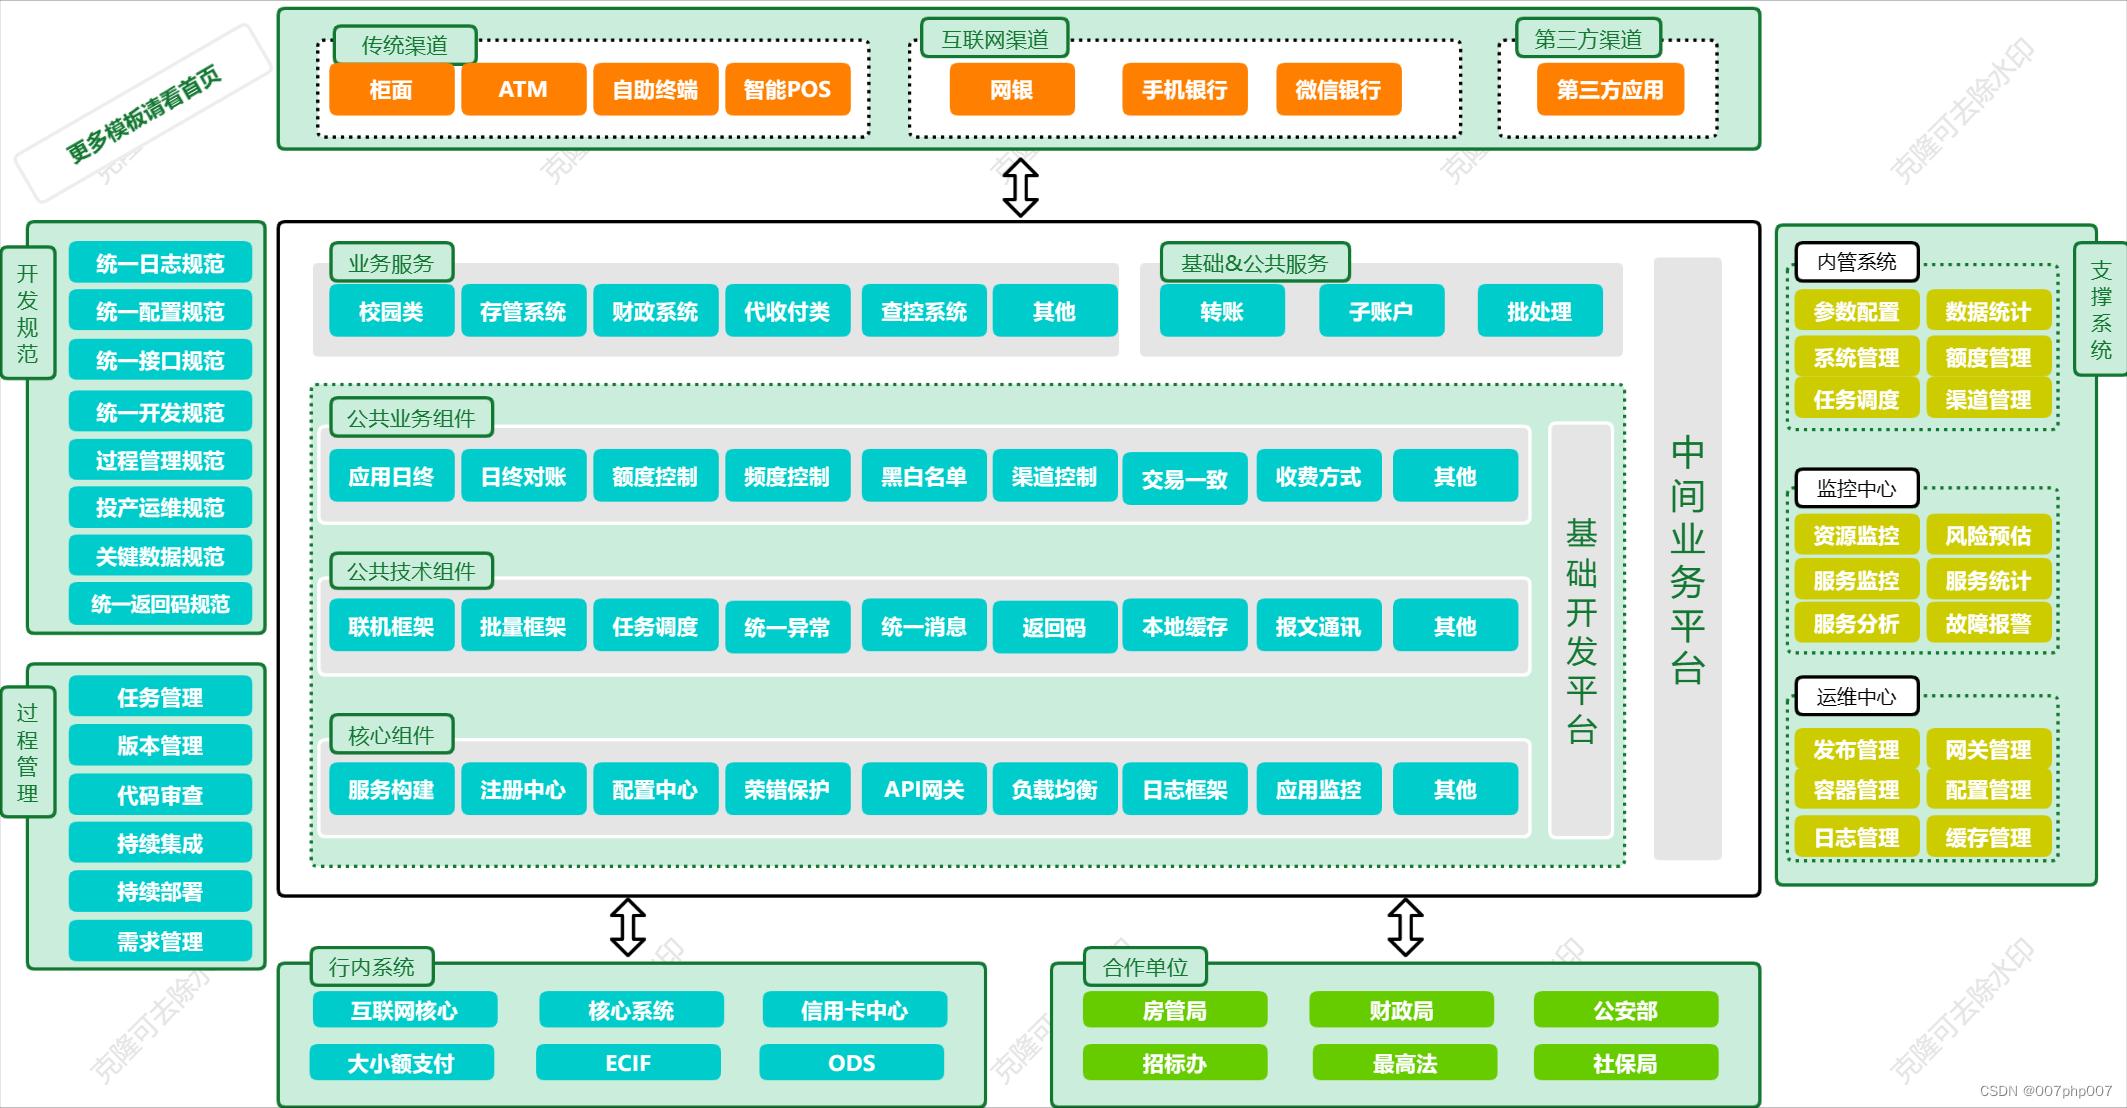 更多模板请看首页
传统渠道
柜面
ATM
自助终端
智能POS
互联网渠道
网银
手机银行
微信银行
第三方渠道
第三方应用
开发规范
统一日志规范
统一配置规范
统一接口规范
统一开发规范
过程管理规范
投产运维规范
关键数据规范
统一返回码规范
过程管理
任务管理
版本管理
代码审查
持续集成
持续部署
需求管理
业务服务
校园类
存管系统
财政系统
代收付类
查控系统
其他
基础&公共服务
转账
子账户
批处理
公共业务组件
应用日终
日终对账
额度控制
频度控制
黑白名单
渠道控制
交易一致
收费方式
其他
公共技术组件
联机框架
批量框架
任务调度
统一异常
统一消息
返回码
本地缓存
报文通讯
其他
核心组件
服务构建
注册中心
配置中心
荣错保护
API网关
负载均衡
日志框架
应用监控
其他
基础开发平台
中间业务平台
支撑系统
内管系统
参数配置
数据统计
系统管理
额度管理
任务调度
渠道管理
监控中心
资源监控
风险预估
服务监控
服务统计
服务分析
故障报警
运维中心
发布管理
网关管理
容器管理
配置管理
日志管理
缓存管理
行内系统
互联网核心
核心系统
信用卡中心
大小额支付
ECIF
ODS
合作单位
房管局
财政局
公安部
招标办
最高法
社保局
克隆可去除水印
克隆可去除水印
克隆可去除水印
CSDN @007php007